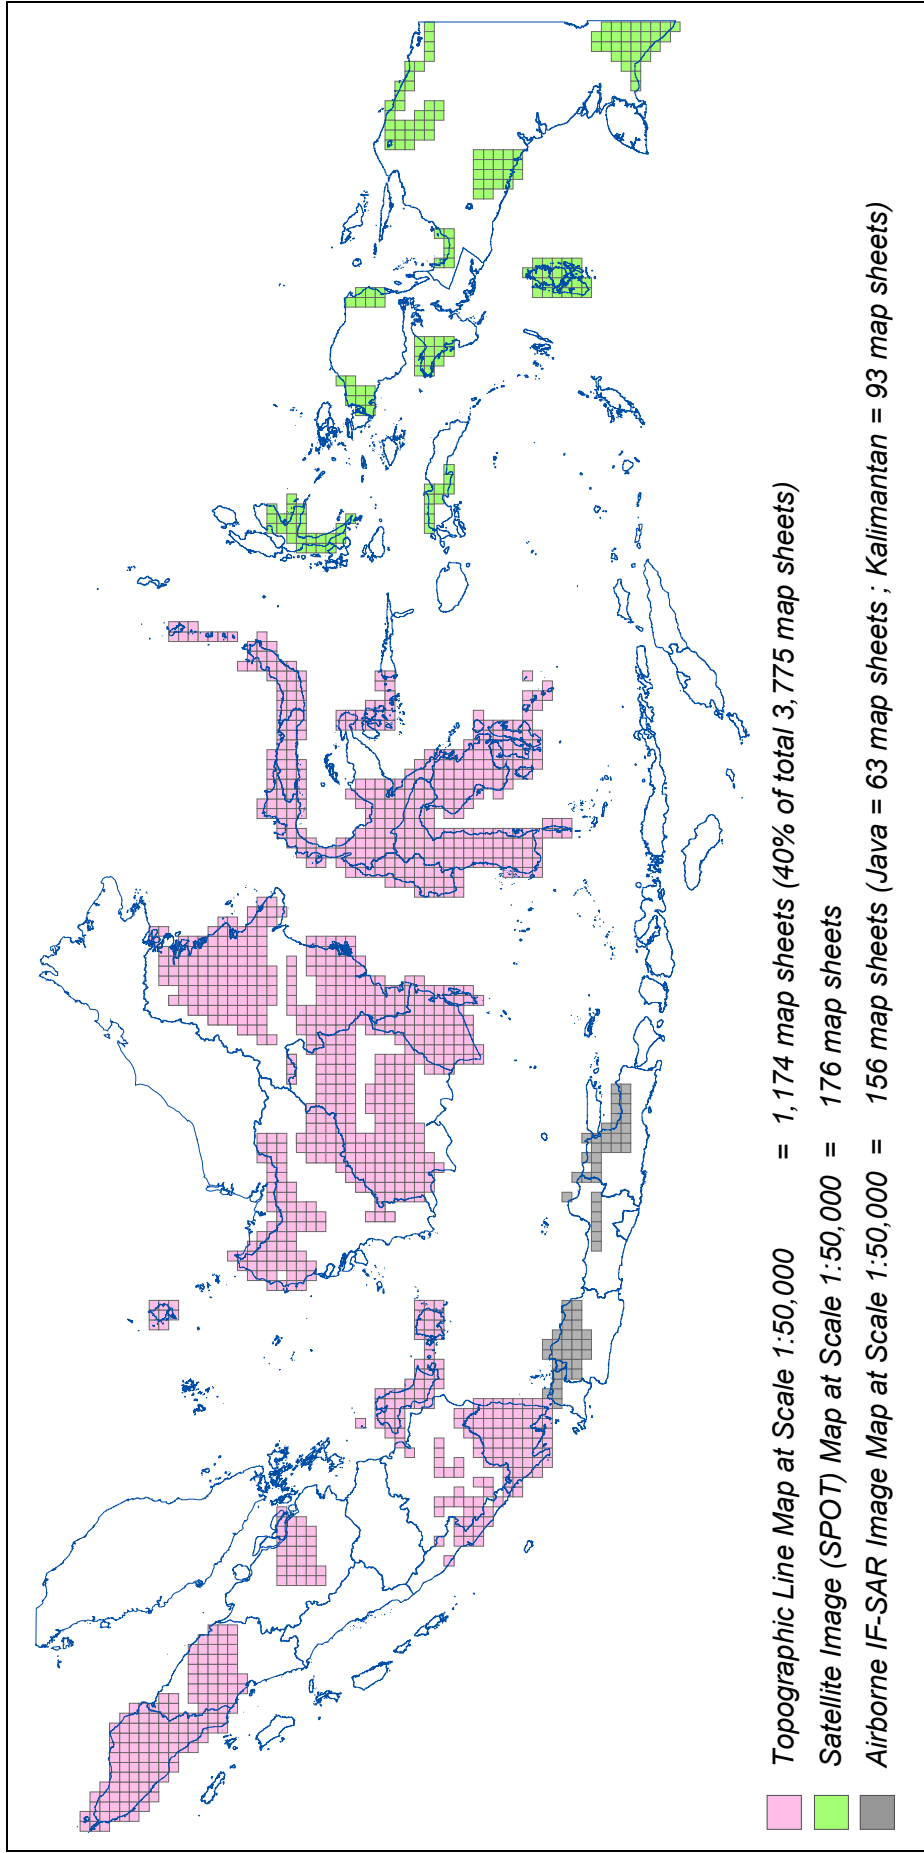 Topographic Line Map at Scale 1:50,000 = 1,174 map sheets (40% of total 3,775 map sheets)
Satellite Image (SPOT) Map at Scale 1:50,000 = 176 map sheets
Airborne IF-SAR Image Map at Scale 1:50,000 = 156 map sheets (Java = 63 map sheets ; Kalimantan = 93 map sheets)